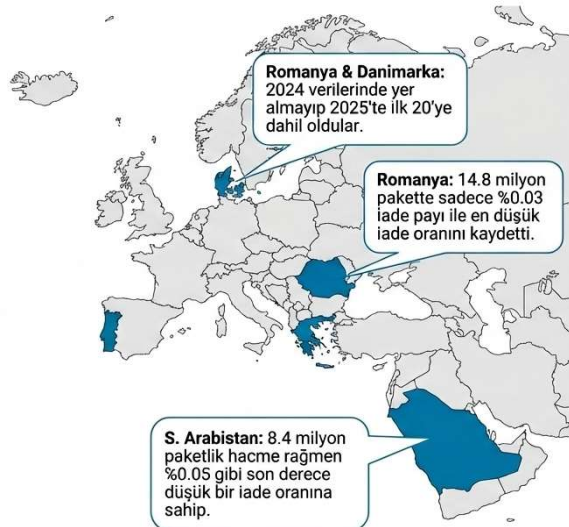 Romanya & Danimarka:
2024 verilerinde yer
almayıp 2025'te ilk 20'ye
dahil oldular.
Romanya: 14.8 milyon
pakette sadece %0.03
iade payı ile en düşük
iade oranını kaydetti.
S. Arabistan: 8.4 milyon
paketlik hacme rağmen
%0.05 gibi son derece
düşük bir iade oranına
sahip.